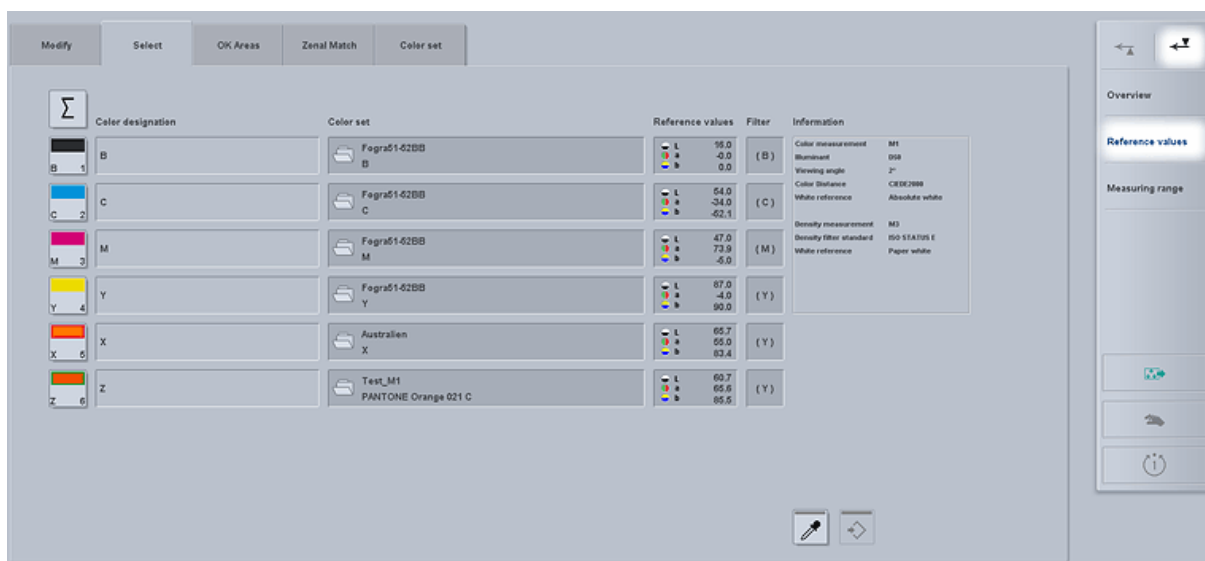 Modify Select OK Areas Zonal Match Color set
Σ
Color designation Color set Reference values Filter Information
B 1 B Fogra51-52BB B L 16.0 a -0.0 b 0.0 (B)
C 2 C Fogra51-52BB C L 54.0 a -34.0 b -52.1 (C)
M 3 M Fogra51-52BB M L 47.0 a 73.9 b -5.0 (M)
Y 4 Y Fogra51-52BB Y L 87.0 a -4.0 b 90.0 (Y)
X 5 X Australien X L 65.7 a 55.0 b 83.4 (Y)
Z 6 Z Test_M1 PANTONE Orange 021 C L 60.7 a 65.6 b 85.5 (Y)
Color measurement M1
Illuminant D50
Viewing angle 2°
Color Distance CIEDE2000
White reference Absolute white
Density measurement M3
Density filter standard ISO STATUS E
White reference Paper white
Overview
Reference values
Measuring range